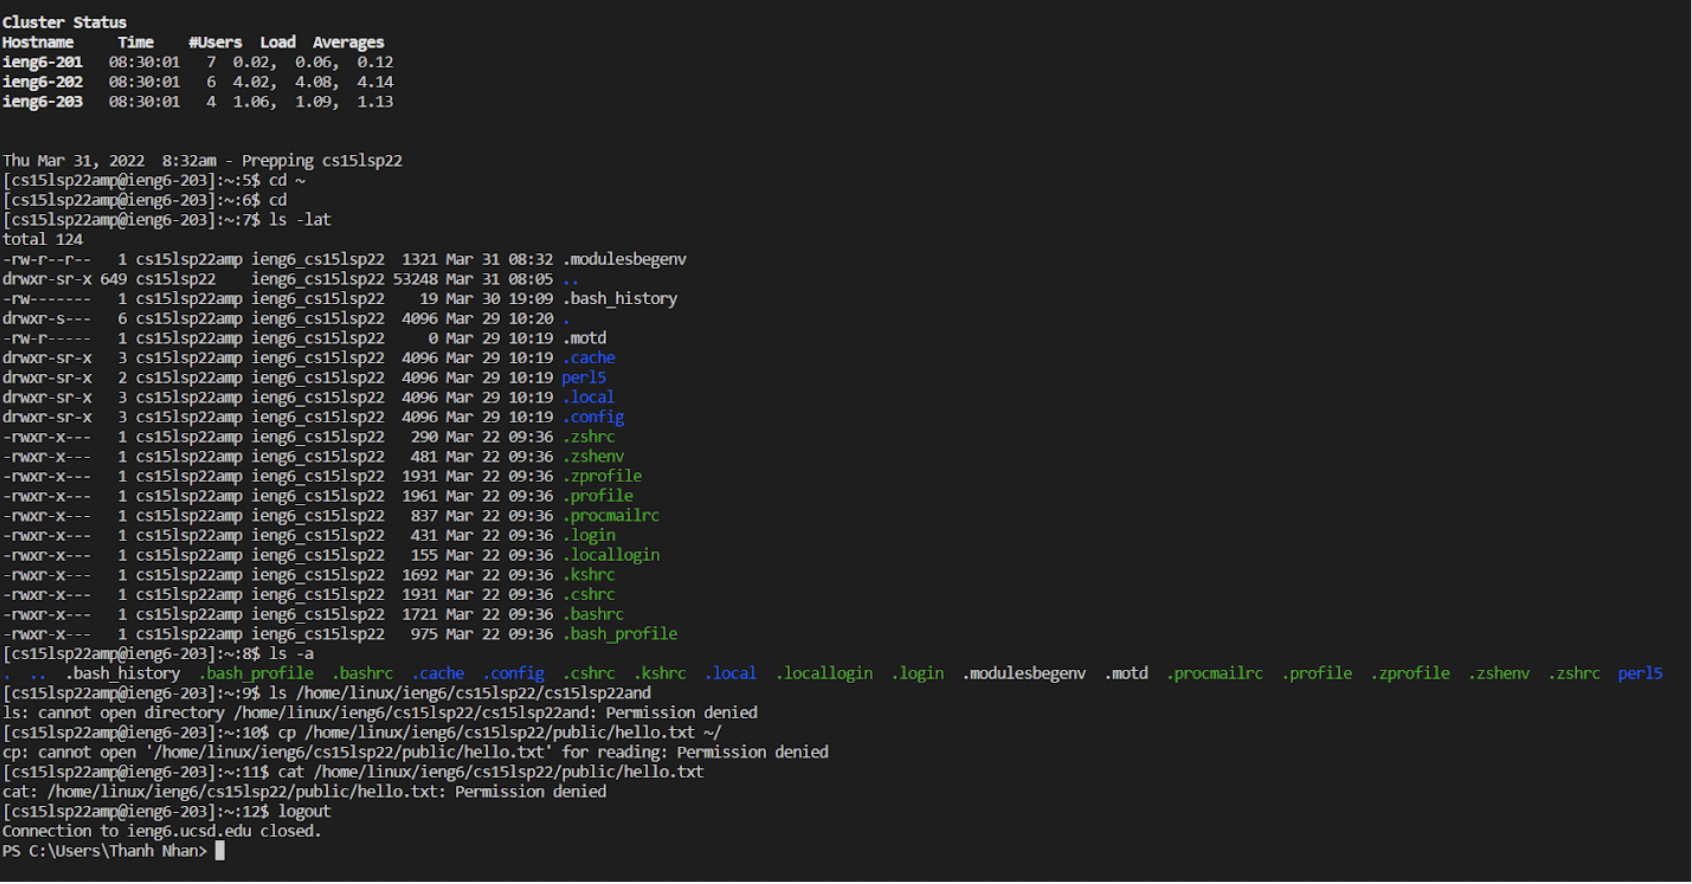 Cluster Status
Hostname     Time    #Users  Load  Averages
ieng6-201   08:30:01   7  0.02,  0.06,  0.12
ieng6-202   08:30:01   6  4.02,  4.08,  4.14
ieng6-203   08:30:01   4  1.06,  1.09,  1.13
Thu Mar 31, 2022  8:32am - Prepping cs15lsp22
[cs15lsp22amp@ieng6-203]:~:5$ cd ~
[cs15lsp22amp@ieng6-203]:~:6$ cd
[cs15lsp22amp@ieng6-203]:~:7$ ls -lat
total 124
-rw-r--r--   1 cs15lsp22amp ieng6_cs15lsp22  1321 Mar 31 08:32 .modulesbegenv
drwxr-sr-x 649 cs15lsp22    ieng6_cs15lsp22 53248 Mar 31 08:05 ..
-rw-------   1 cs15lsp22amp ieng6_cs15lsp22    19 Mar 30 19:09 .bash_history
drwxr-s---   6 cs15lsp22amp ieng6_cs15lsp22  4096 Mar 29 10:20 .
-rw-r-----   1 cs15lsp22amp ieng6_cs15lsp22     0 Mar 29 10:19 .motd
drwxr-sr-x   3 cs15lsp22amp ieng6_cs15lsp22  4096 Mar 29 10:19 .cache
drwxr-sr-x   2 cs15lsp22amp ieng6_cs15lsp22  4096 Mar 29 10:19 perl5
drwxr-sr-x   3 cs15lsp22amp ieng6_cs15lsp22  4096 Mar 29 10:19 .local
drwxr-sr-x   3 cs15lsp22amp ieng6_cs15lsp22  4096 Mar 29 10:19 .config
-rwxr-x---   1 cs15lsp22amp ieng6_cs15lsp22   290 Mar 22 09:36 .zshrc
-rwxr-x---   1 cs15lsp22amp ieng6_cs15lsp22   481 Mar 22 09:36 .zshenv
-rwxr-x---   1 cs15lsp22amp ieng6_cs15lsp22  1931 Mar 22 09:36 .zprofile
-rwxr-x---   1 cs15lsp22amp ieng6_cs15lsp22  1961 Mar 22 09:36 .profile
-rwxr-x---   1 cs15lsp22amp ieng6_cs15lsp22   837 Mar 22 09:36 .procmailrc
-rwxr-x---   1 cs15lsp22amp ieng6_cs15lsp22   431 Mar 22 09:36 .login
-rwxr-x---   1 cs15lsp22amp ieng6_cs15lsp22   155 Mar 22 09:36 .locallogin
-rwxr-x---   1 cs15lsp22amp ieng6_cs15lsp22  1692 Mar 22 09:36 .kshrc
-rwxr-x---   1 cs15lsp22amp ieng6_cs15lsp22  1931 Mar 22 09:36 .cshrc
-rwxr-x---   1 cs15lsp22amp ieng6_cs15lsp22  1721 Mar 22 09:36 .bashrc
-rwxr-x---   1 cs15lsp22amp ieng6_cs15lsp22   975 Mar 22 09:36 .bash_profile
[cs15lsp22amp@ieng6-203]:~:8$ ls -a
.  ..  .bash_history  .bash_profile  .bashrc  .cache  .config  .cshrc  .kshrc  .local  .locallogin  .login  .modulesbegenv  .motd  .procmailrc  .profile  .zprofile  .zshenv  .zshrc  perl5
[cs15lsp22amp@ieng6-203]:~:9$ ls /home/linux/ieng6/cs15lsp22/cs15lsp22and
ls: cannot open directory /home/linux/ieng6/cs15lsp22/cs15lsp22and: Permission denied
[cs15lsp22amp@ieng6-203]:~:10$ cp /home/linux/ieng6/cs15lsp22/public/hello.txt ~/
cp: cannot open '/home/linux/ieng6/cs15lsp22/public/hello.txt' for reading: Permission denied
[cs15lsp22amp@ieng6-203]:~:11$ cat /home/linux/ieng6/cs15lsp22/public/hello.txt
cat: /home/linux/ieng6/cs15lsp22/public/hello.txt: Permission denied
[cs15lsp22amp@ieng6-203]:~:12$ logout
Connection to ieng6.ucsd.edu closed.
PS C:\Users\Thanh Nhan>